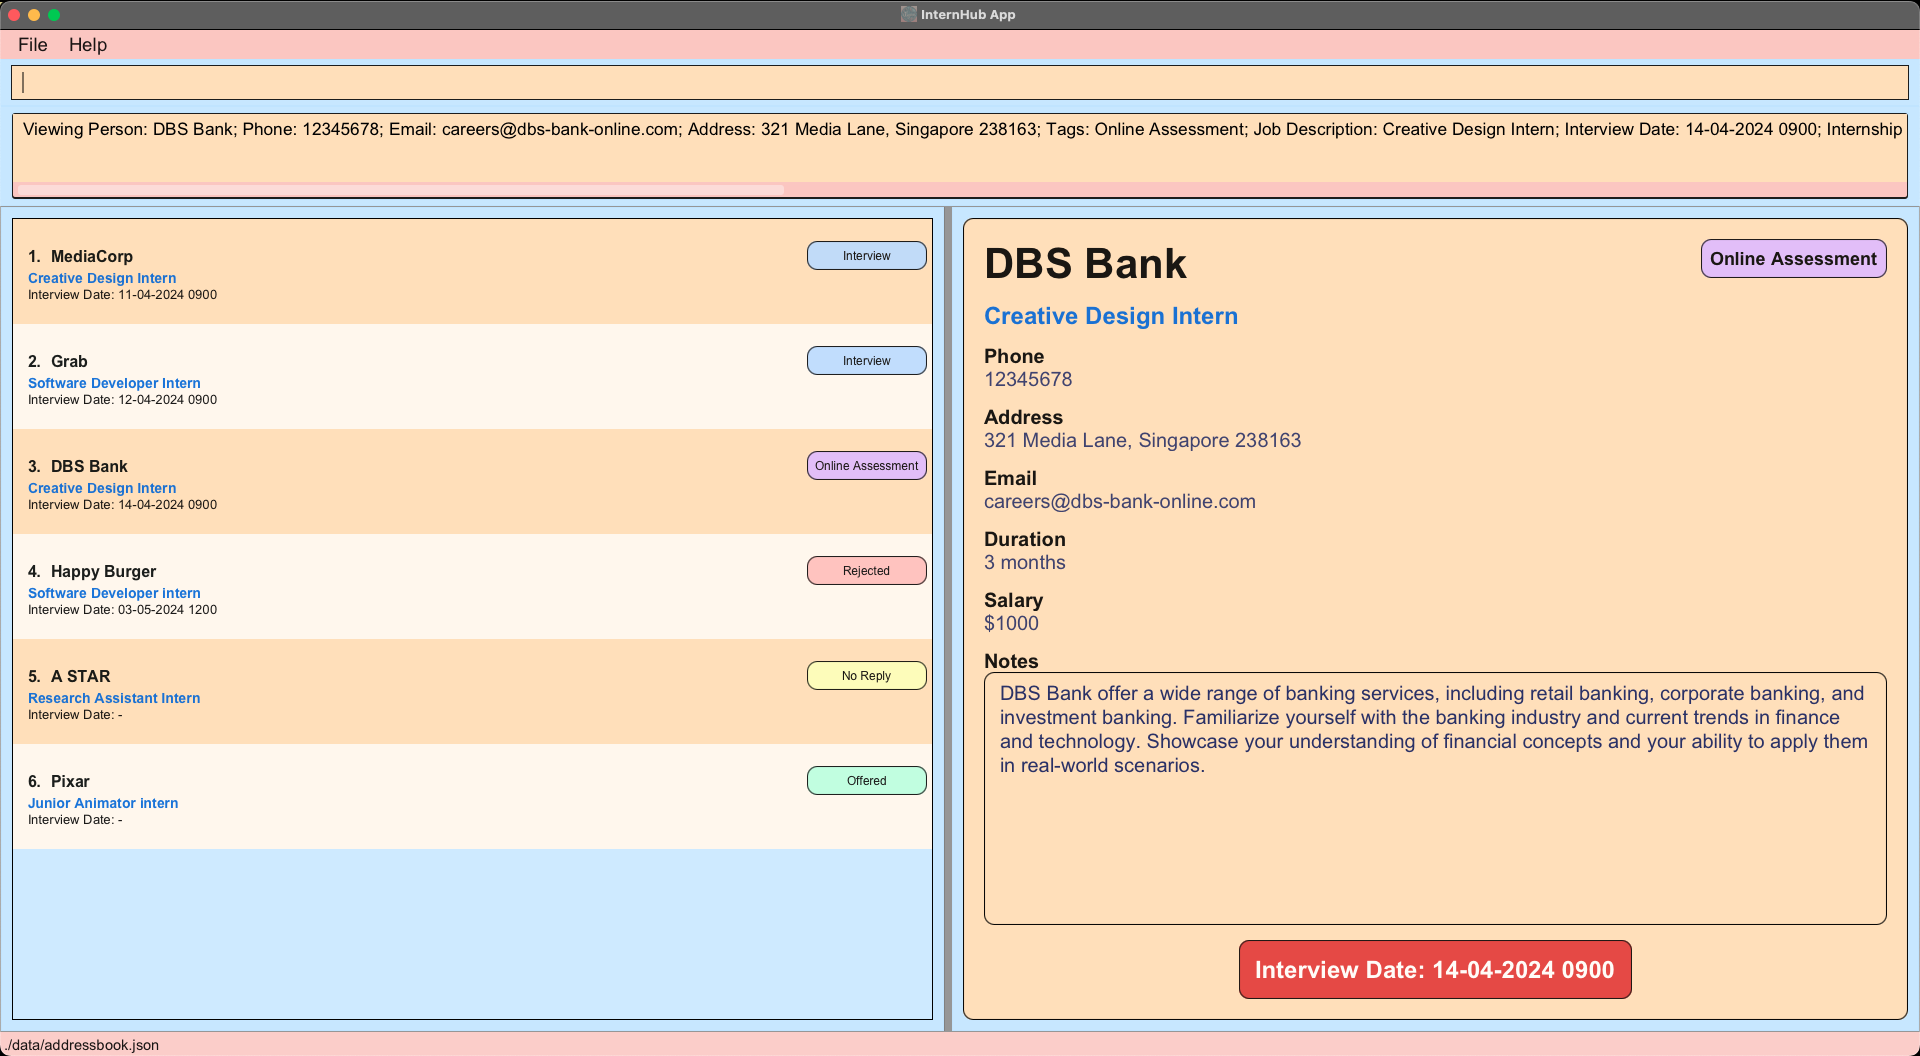 InternHub App
File Help
Viewing Person: DBS Bank; Phone: 12345678; Email: careers@dbs-bank-online.com; Address: 321 Media Lane, Singapore 238163; Tags: Online Assessment; Job Description: Creative Design Intern; Interview Date: 14-04-2024 0900; Internship
1. MediaCorp
Interview
Creative Design Intern
Interview Date: 11-04-2024 0900
2. Grab
Interview
Software Developer Intern
Interview Date: 12-04-2024 0900
3. DBS Bank
Online Assessment
Creative Design Intern
Interview Date: 14-04-2024 0900
4. Happy Burger
Rejected
Software Developer intern
Interview Date: 03-05-2024 1200
5. A STAR
No Reply
Research Assistant Intern
Interview Date: -
6. Pixar
Offered
Junior Animator intern
Interview Date: -
DBS Bank
Online Assessment
Creative Design Intern
Phone
12345678
Address
321 Media Lane, Singapore 238163
Email
careers@dbs-bank-online.com
Duration
3 months
Salary
$1000
Notes
DBS Bank offer a wide range of banking services, including retail banking, corporate banking, and
investment banking. Familiarize yourself with the banking industry and current trends in finance
and technology. Showcase your understanding of financial concepts and your ability to apply them
in real-world scenarios.
Interview Date: 14-04-2024 0900
./data/addressbook.json